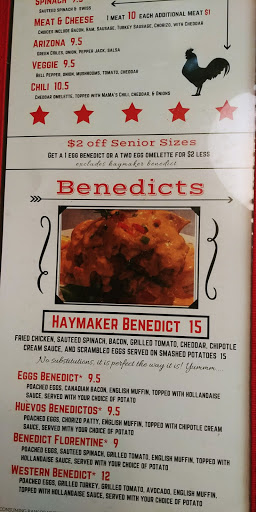 SPINACH 9.5
SAUTEED SPINACH & SWISS
MEAT & CHEESE 1 MEAT 10 EACH ADDITIONAL MEAT $1
CHOICES INCLUDE BACON, HAM, SAUSAGE, TURKEY SAUSAGE, CHORIZO, WITH CHEDDAR
ARIZONA 9.5
GREEN CHILES, ONION, PEPPER JACK, SALSA
VEGGIE 9.5
BELL PEPPER, ONION, MUSHROOMS, TOMATO, CHEDDAR
CHILI 10.5
CHEDDAR OMELETTE, TOPPED WITH MAMA'S CHILI, CHEDDAR, & ONIONS
$2 off Senior Sizes
GET A 1 EGG BENEDICT OR A TWO EGG OMELETTE FOR $2 LESS
excludes haymaker benedict
Benedicts
HAYMAKER BENEDICT 15
FRIED CHICKEN, SAUTEED SPINACH, BACON, GRILLED TOMATO, CHEDDAR, CHIPOTLE
CREAM SAUCE, AND SCRAMBLED EGGS SERVED ON SMASHED POTATOES 15
No substitutions, it is perfect the way it is! Yummm....
EGGS BENEDICT* 9.5
POACHED EGGS, CANADIAN BACON, ENGLISH MUFFIN, TOPPED WITH HOLLANDAISE
SAUCE, SERVED WITH YOUR CHOICE OF POTATO
HUEVOS BENEDICTOS* 9.5
POACHED EGGS, CHORIZO PATTY, ENGLISH MUFFIN, TOPPED WITH CHIPOTLE CREAM
SAUCE, SERVED WITH YOUR CHOICE OF POTATO
BENEDICT FLORENTINE* 9
POACHED EGGS, SAUTEED SPINACH, GRILLED TOMATO, ENGLISH MUFFIN, TOPPED WITH
HOLLANDAISE SAUCE, SERVED WITH YOUR CHOICE OF POTATO
WESTERN BENEDICT* 12
POACHED EGGS, GRILLED TURKEY, GRILLED TOMATO, AVOCADO, ENGLISH MUFFIN,
TOPPED WITH HOLLANDAISE SAUCE, SERVED WITH YOUR CHOICE OF POTATO